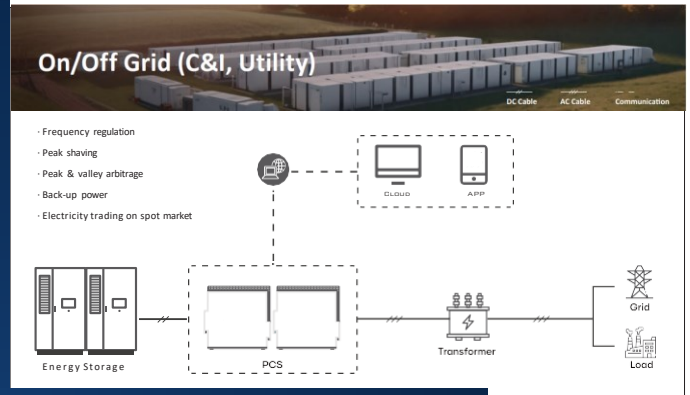 On/Off Grid (C&I, Utility)
DC Cable AC Cable Communication
· Frequency regulation
· Peak shaving
· Peak & valley arbitrage
· Back-up power
· Electricity trading on spot market
CLOUD APP
Grid
Transformer
Load
Energy Storage
PCS